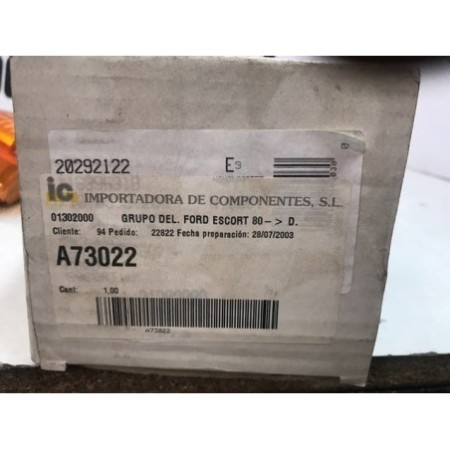 20292122 E9
ic IMPORTADORA DE COMPONENTES, S.L.
01302000 GRUPO DEL. FORD ESCORT 80-> D.
Cliente: 94 Pedido: 22822 Fecha preparación: 28/07/2003
A73022
Cant: 1,00
A73022